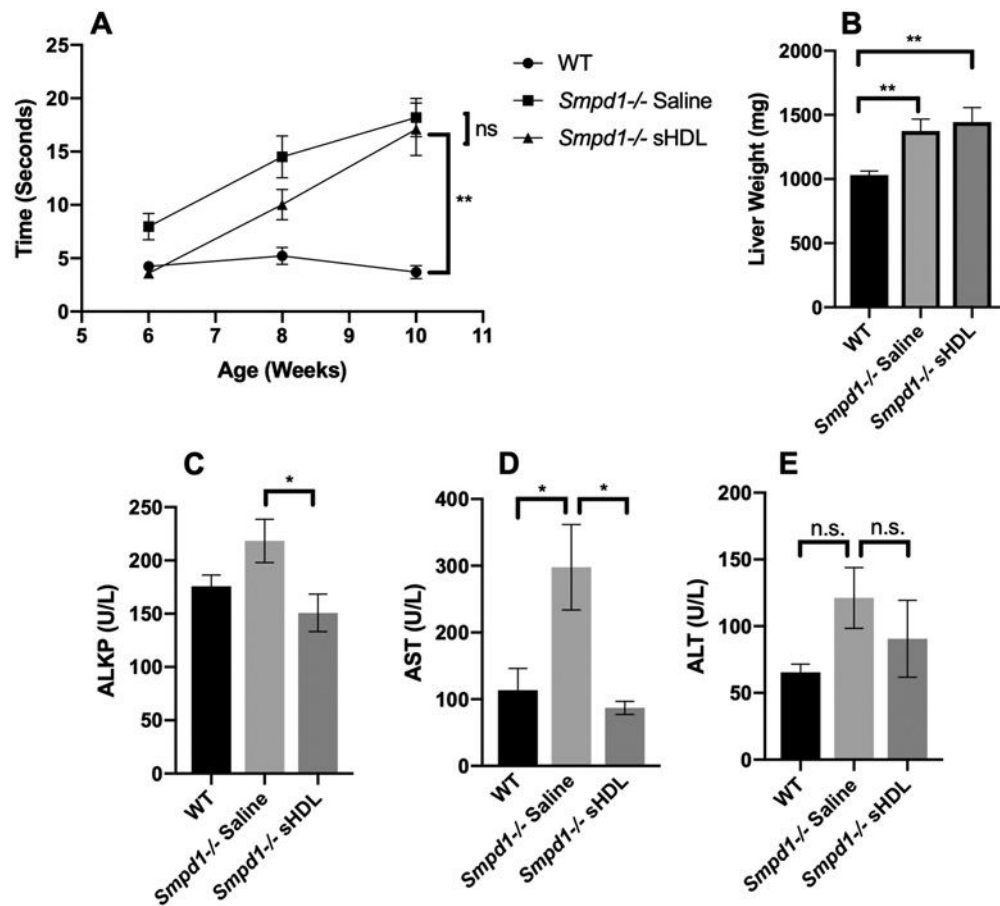 A
Time (Seconds)
25
20
15
10
5
0
5
6
7
8
9
10
11
Age (Weeks)
ns
**
WT
Smpd1-/- Saline
Smpd1-/- sHDL
B
Liver Weight (mg)
2000
1500
1000
500
0
**
**
WT
Smpd1-/- Saline
Smpd1-/- sHDL
C
ALKP (U/L)
250
200
150
100
50
0
*
WT
Smpd1-/- Saline
Smpd1-/- sHDL
D
AST (U/L)
400
300
200
100
0
*
*
WT
Smpd1-/- Saline
Smpd1-/- sHDL
E
ALT (U/L)
200
150
100
50
0
n.s.
n.s.
WT
Smpd1-/- Saline
Smpd1-/- sHDL